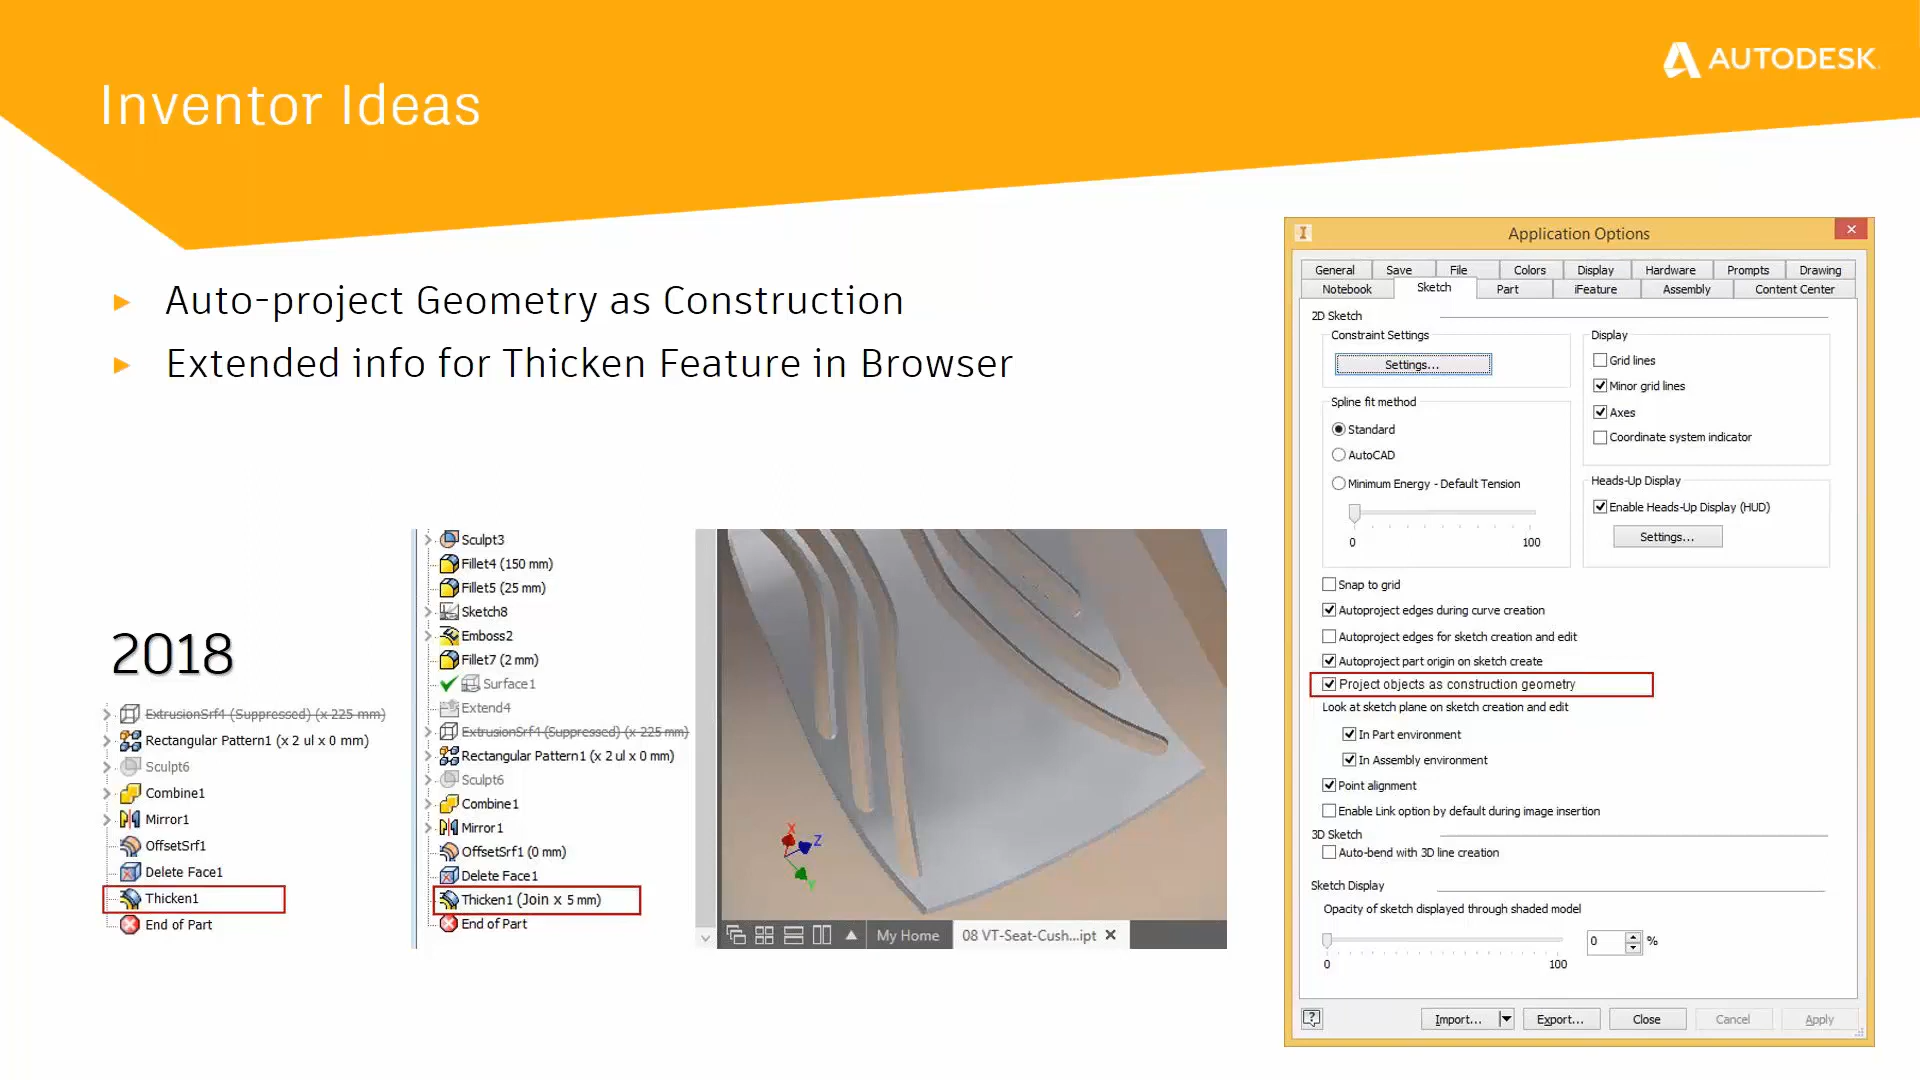 AUTODESK
Inventor Ideas
Auto-project Geometry as Construction
Extended info for Thicken Feature in Browser
2018
ExtrusionSrf4 (Suppressed) (x 225 mm)
Rectangular Pattern1 (x 2 ul x 0 mm)
Sculpt6
Combine1
Mirror1
OffsetSrf1
Delete Face1
Thicken1
End of Part
Sculpt3
Fillet4 (150 mm)
Fillet5 (25 mm)
Sketch8
Emboss2
Fillet7 (2 mm)
Surface1
Extend4
ExtrusionSrf4 (Suppressed) (x 225 mm)
Rectangular Pattern1 (x 2 ul x 0 mm)
Sculpt6
Combine1
Mirror1
OffsetSrf1 (0 mm)
Delete Face1
Thicken1 (Join x 5 mm)
End of Part
X
Z
Y
My Home 08 VT-Seat-Cush...ipt
Application Options
General Save File Colors Display Hardware Prompts Drawing
Notebook Sketch Part iFeature Assembly Content Center
2D Sketch
Constraint Settings
Settings...
Spline fit method
Standard
AutoCAD
Minimum Energy - Default Tension
0 100
Display
Grid lines
Minor grid lines
Axes
Coordinate system indicator
Heads-Up Display
Enable Heads-Up Display (HUD)
Settings...
Snap to grid
Autoproject edges during curve creation
Autoproject edges for sketch creation and edit
Autoproject part origin on sketch create
Project objects as construction geometry
Look at sketch plane on sketch creation and edit
In Part environment
In Assembly environment
Point alignment
Enable Link option by default during image insertion
3D Sketch
Auto-bend with 3D line creation
Sketch Display
Opacity of sketch displayed through shaded model
0 %
0 100
? Import... Export... Close Cancel Apply